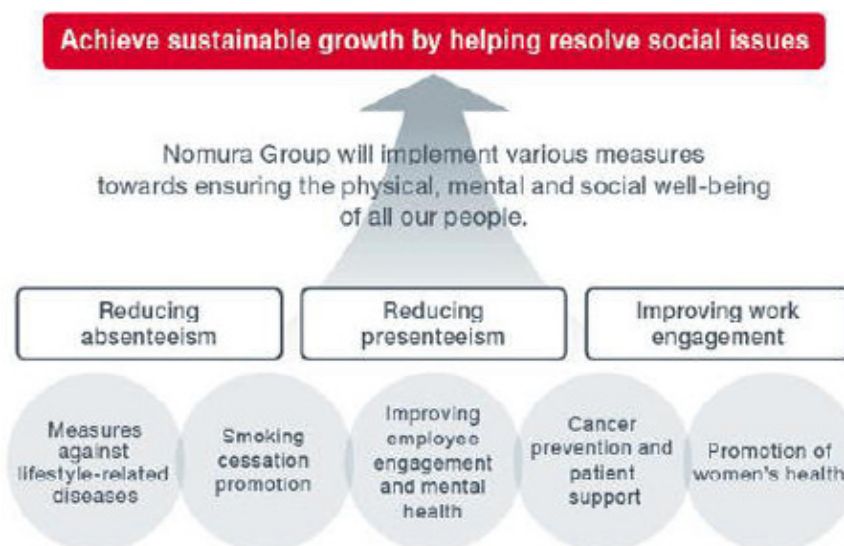 Achieve sustainable growth by helping resolve social issues
Nomura Group will implement various measures
towards ensuring the physical, mental and social well-being
of all our people.
Reducing
absenteeism
Reducing
presenteeism
Improving work
engagement
Measures
against
lifestyle-related
diseases
Smoking
cessation
promotion
Improving
employee
engagement
and mental
health
Cancer
prevention and
patient
support
Promotion of
women's health